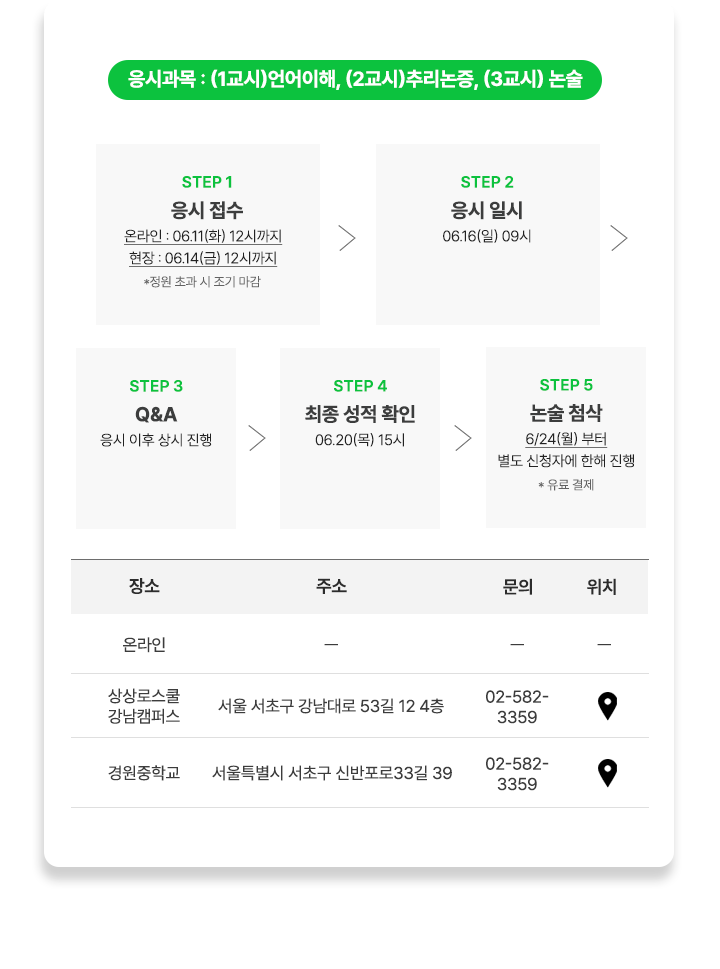 응시과목 : (1교시)언어이해, (2교시)추리논증, (3교시) 논술
STEP 1
응시 접수
온라인 : 06.11(화) 12시까지
현장 : 06.14(금) 12시까지
*정원 초과 시 조기 마감
STEP 2
응시 일시
06.16(일) 09시
STEP 3
Q&A
응시 이후 상시 진행
STEP 4
최종 성적 확인
06.20(목) 15시
STEP 5
논술 첨삭
6/24(월) 부터
별도 신청자에 한해 진행
* 유료 결제
장소 주소 문의 위치
온라인 — — —
상상로스쿨
강남캠퍼스
서울 서초구 강남대로 53길 12 4층
02-582-
3359
경원중학교
서울특별시 서초구 신반포로33길 39
02-582-
3359